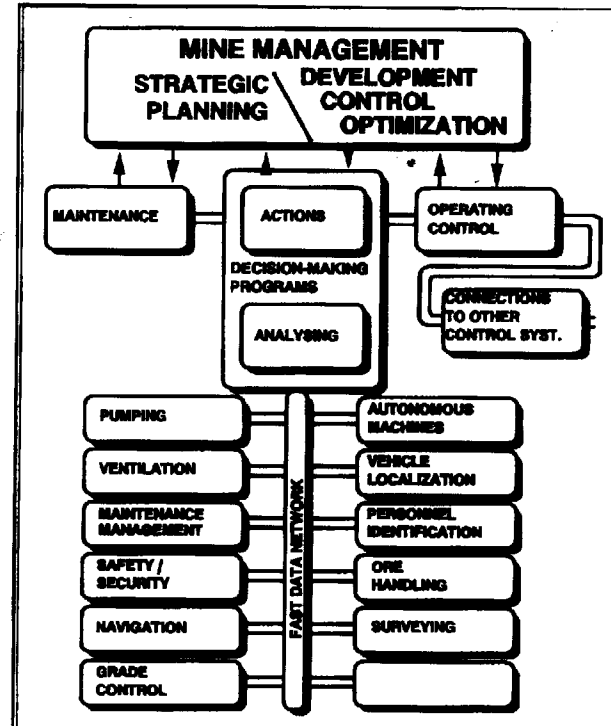 MINE MANAGEMENT
STRATEGIC
PLANNING
DEVELOPMENT
CONTROL
OPTIMIZATION
MAINTENANCE
ACTIONS
DECISION-MAKING
PROGRAMS
ANALYSING
OPERATING
CONTROL
CONNECTIONS
TO OTHER
CONTROL SYST.
FAST DATA NETWORK
PUMPING
AUTONOMOUS
MACHINES
VENTILATION
VEHICLE
LOCALIZATION
MAINTENANCE
MANAGEMENT
PERSONNEL
IDENTIFICATION
SAFETY /
SECURITY
ORE
HANDLING
NAVIGATION
SURVEYING
GRADE
CONTROL